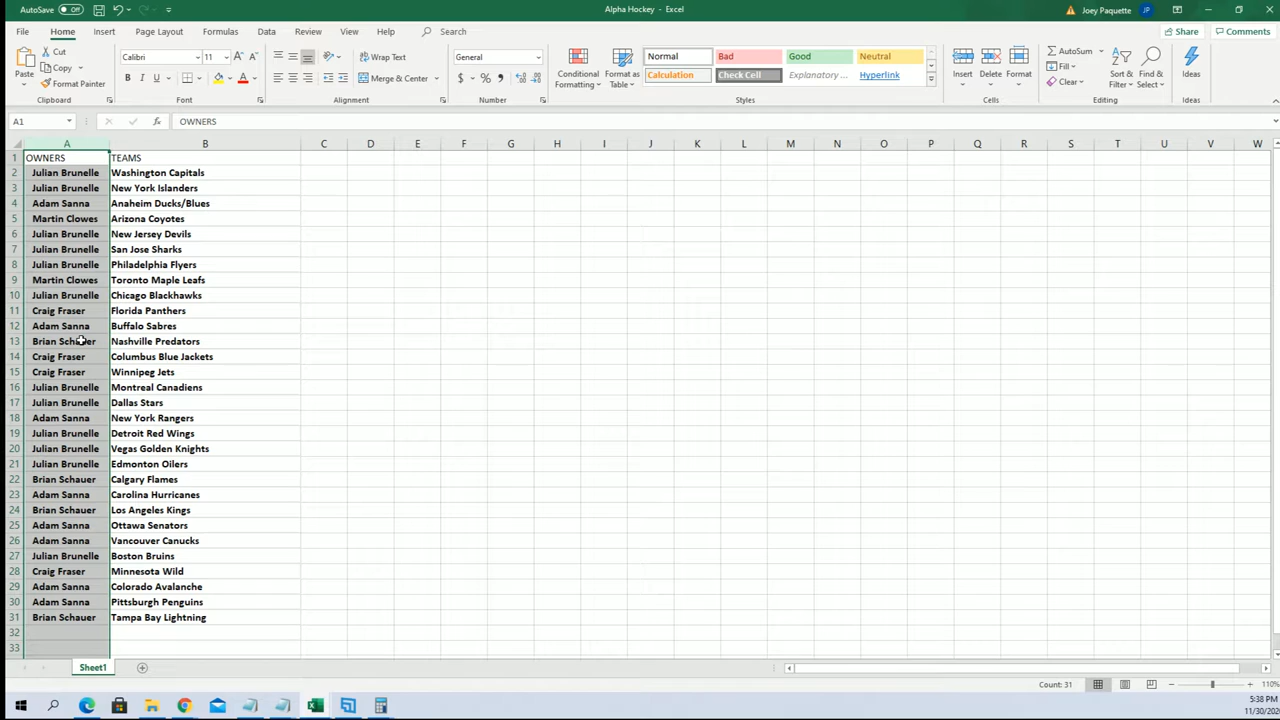 AutoSave Off Alpha Hockey - Excel Joey Paquette JP
File Home Insert Page Layout Formulas Data Review View Help Search Share Comments
Paste Cut Copy Format Painter Clipboard
Calibri 11 Font
Wrap Text Merge & Center Alignment
General Number
Conditional Formatting Format as Table
Normal Bad Good Neutral
Calculation Check Cell Explanatory ... Hyperlink
Styles
Insert Delete Format Cells
AutoSum Fill Clear Sort & Filter Find & Select Editing
Ideas Ideas
A1 fx OWNERS
A B C D E F G H I J K L M N O P Q R S T U V W
1 OWNERS TEAMS
2 Julian Brunelle Washington Capitals
3 Julian Brunelle New York Islanders
4 Adam Sanna Anaheim Ducks/Blues
5 Martin Clowes Arizona Coyotes
6 Julian Brunelle New Jersey Devils
7 Julian Brunelle San Jose Sharks
8 Julian Brunelle Philadelphia Flyers
9 Martin Clowes Toronto Maple Leafs
10 Julian Brunelle Chicago Blackhawks
11 Craig Fraser Florida Panthers
12 Adam Sanna Buffalo Sabres
13 Brian Schauer Nashville Predators
14 Craig Fraser Columbus Blue Jackets
15 Craig Fraser Winnipeg Jets
16 Julian Brunelle Montreal Canadiens
17 Julian Brunelle Dallas Stars
18 Adam Sanna New York Rangers
19 Julian Brunelle Detroit Red Wings
20 Julian Brunelle Vegas Golden Knights
21 Julian Brunelle Edmonton Oilers
22 Brian Schauer Calgary Flames
23 Adam Sanna Carolina Hurricanes
24 Brian Schauer Los Angeles Kings
25 Adam Sanna Ottawa Senators
26 Adam Sanna Vancouver Canucks
27 Julian Brunelle Boston Bruins
28 Craig Fraser Minnesota Wild
29 Adam Sanna Colorado Avalanche
30 Adam Sanna Pittsburgh Penguins
31 Brian Schauer Tampa Bay Lightning
32
33
Sheet1
Count: 31 110%
5:38 PM
11/30/20